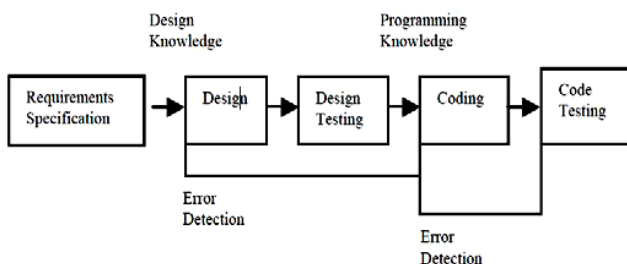 Design
Knowledge
Programming
Knowledge
Requirements
Specification
Design
Design
Testing
Coding
Code
Testing
Error
Detection
Error
Detection